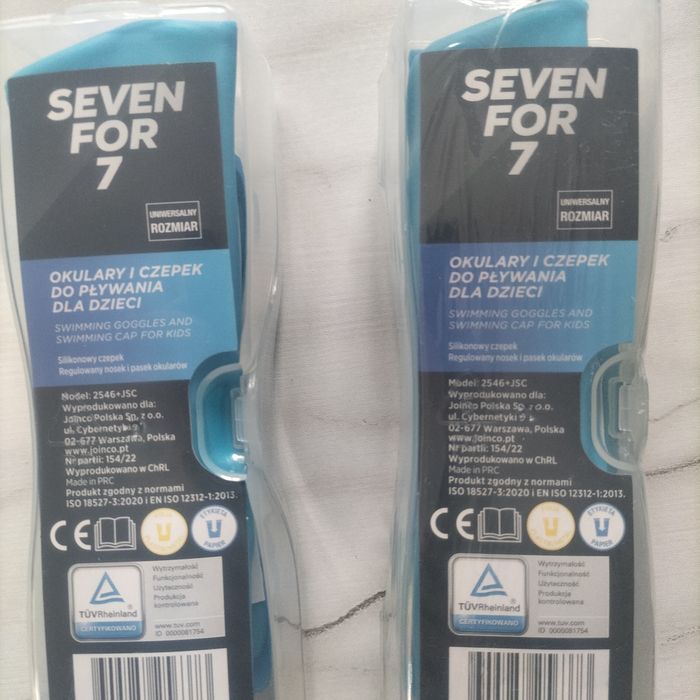 SEVEN
FOR
7
UNIWERSALNY
ROZMIAR
OKULARY I CZEPEK
DO PŁYWANIA
DLA DZIECI
SWIMMING GOGGLES AND
SWIMMING CAP FOR KIDS
Silikonowy czepek
Regulowany nosek i pasek okularów
Model: 2546+JSC
Wyprodukowano dla:
Joinco Polska Sp. z o.o.
ul. Cybernetyki
02-677 Warszawa, Polska
www.joinco.pt
Nr partii: 154/22
Wyprodukowano w ChRL
Made in PRC
Produkt zgodny z normami
ISO 18527-3:2020 i EN ISO 12312-1:2013.
CE
ETYKIETA
PAPIER
TÜVRheinland
CERTYFIKOWANO
Wytrzymałość
Funkcjonalność
Użyteczność
Produkcja
kontrolowana
www.tuv.com
ID 0000081754
SEVEN
FOR
7
UNIWERSALNY
ROZMIAR
OKULARY I CZEPEK
DO PŁYWANIA
DLA DZIECI
SWIMMING GOGGLES AND
SWIMMING CAP FOR KIDS
Silikonowy czepek
Regulowany nosek i pasek okularów
Model: 2546+JSC
Wyprodukowano dla:
Joinco Polska Sp. z o.o.
ul. Cybernetyki
02-677 Warszawa, Polska
www.joinco.pt
Nr partii: 154/22
Wyprodukowano w ChRL
Made in PRC
Produkt zgodny z normami
ISO 18527-3:2020 i EN ISO 12312-1:2013.
CE
ETYKIETA
PAPIER
TÜVRheinland
CERTYFIKOWANO
Wytrzymałość
Funkcjonalność
Użyteczność
Produkcja
kontrolowana
www.tuv.com
ID 0000081754